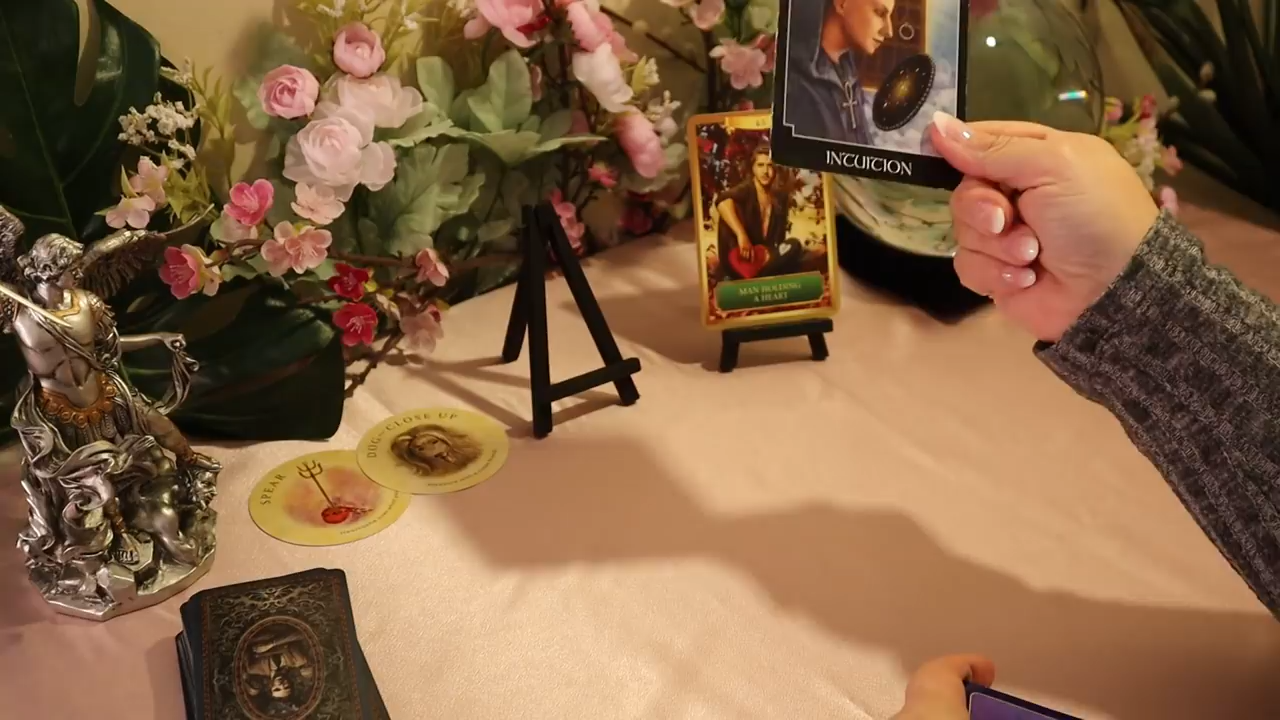 INTUITION
MAN HOLDING
A HEART
DOG - CLOSE UP
SPEAR